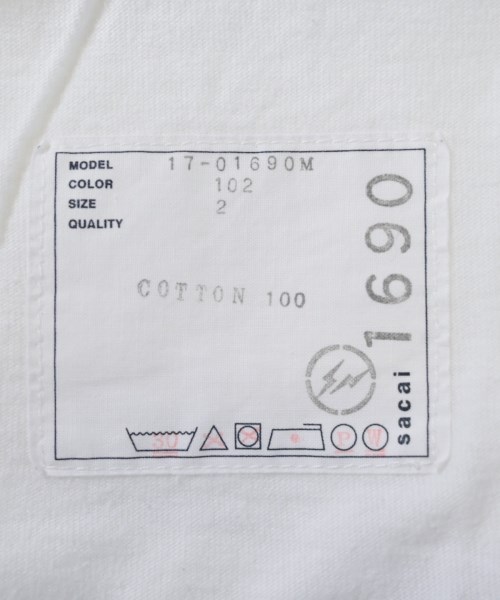 MODEL 17-01690M
COLOR 102
SIZE 2
QUALITY
COTTON 100
1690
sacai
30
P
W